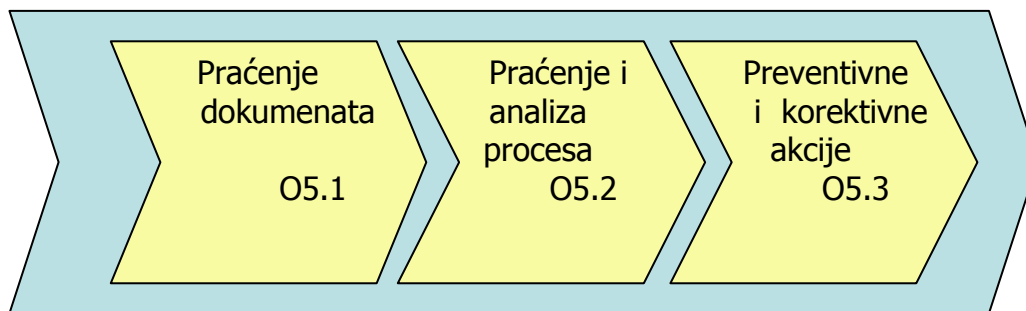 Praćenje
dokumenata
O5.1
Praćenje i
analiza
procesa
O5.2
Preventivne
i korektivne
akcije
O5.3